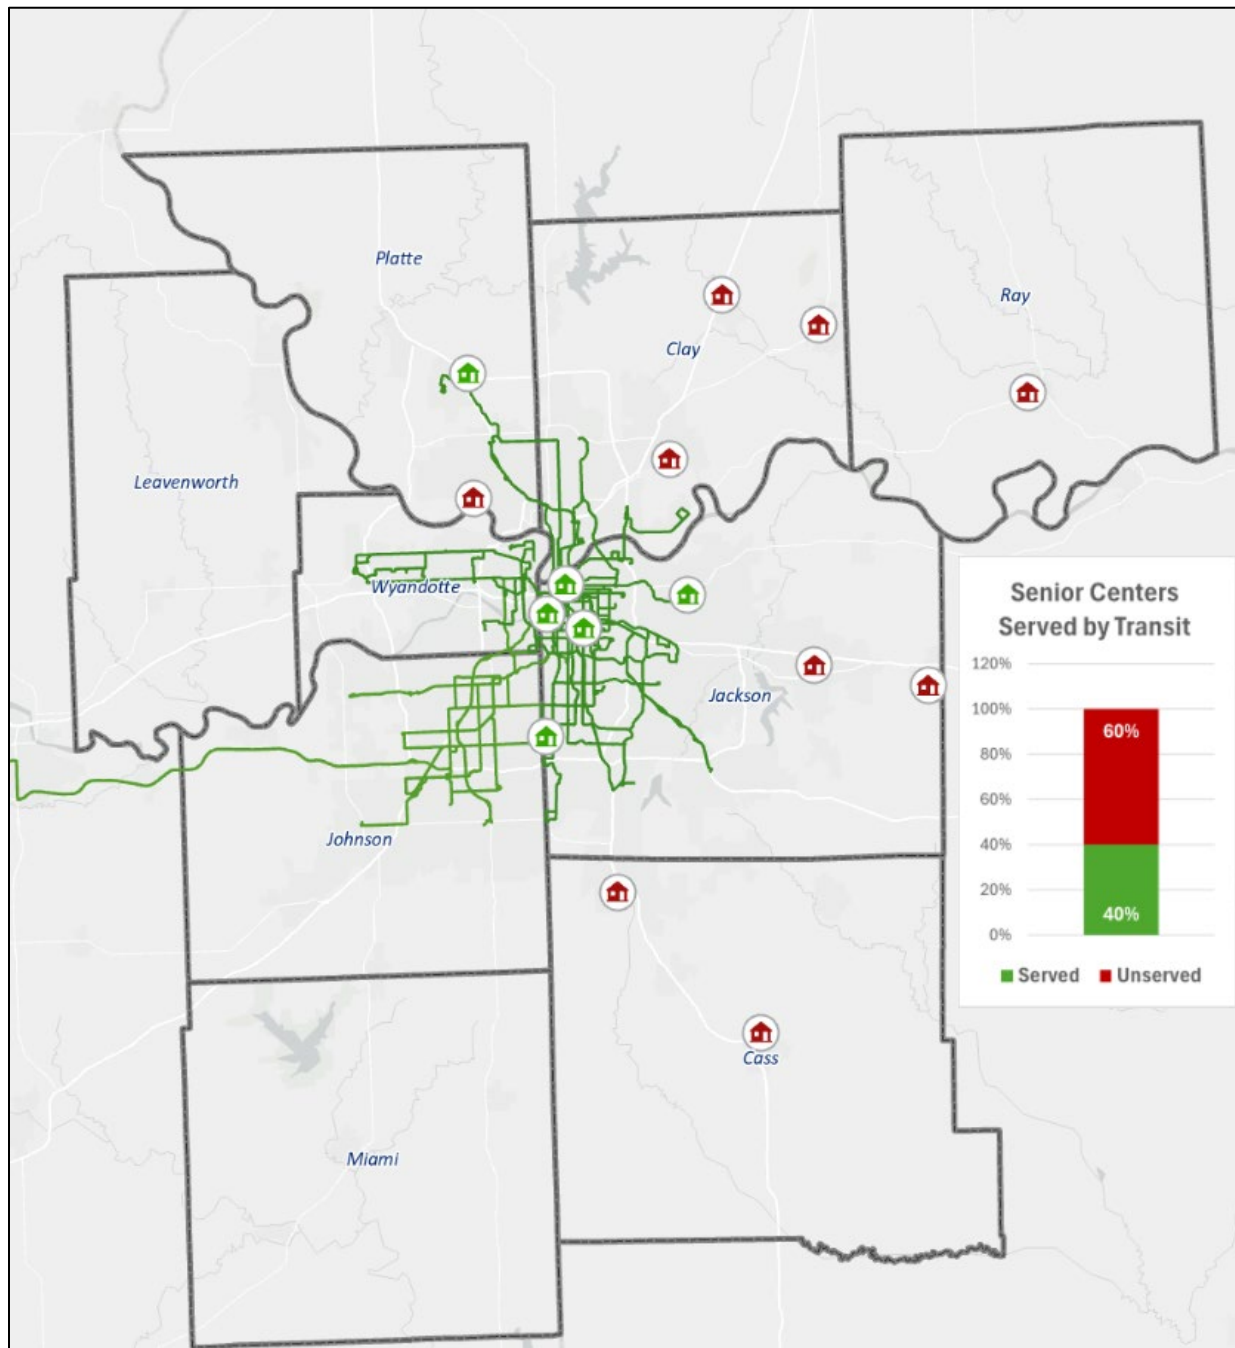 Platte
Ray
Clay
Leavenworth
Wyandotte
Jackson
Johnson
Cass
Miami
Senior Centers
Served by Transit
120%
100%
60%
80%
60%
40%
20%
40%
0%
Served Unserved